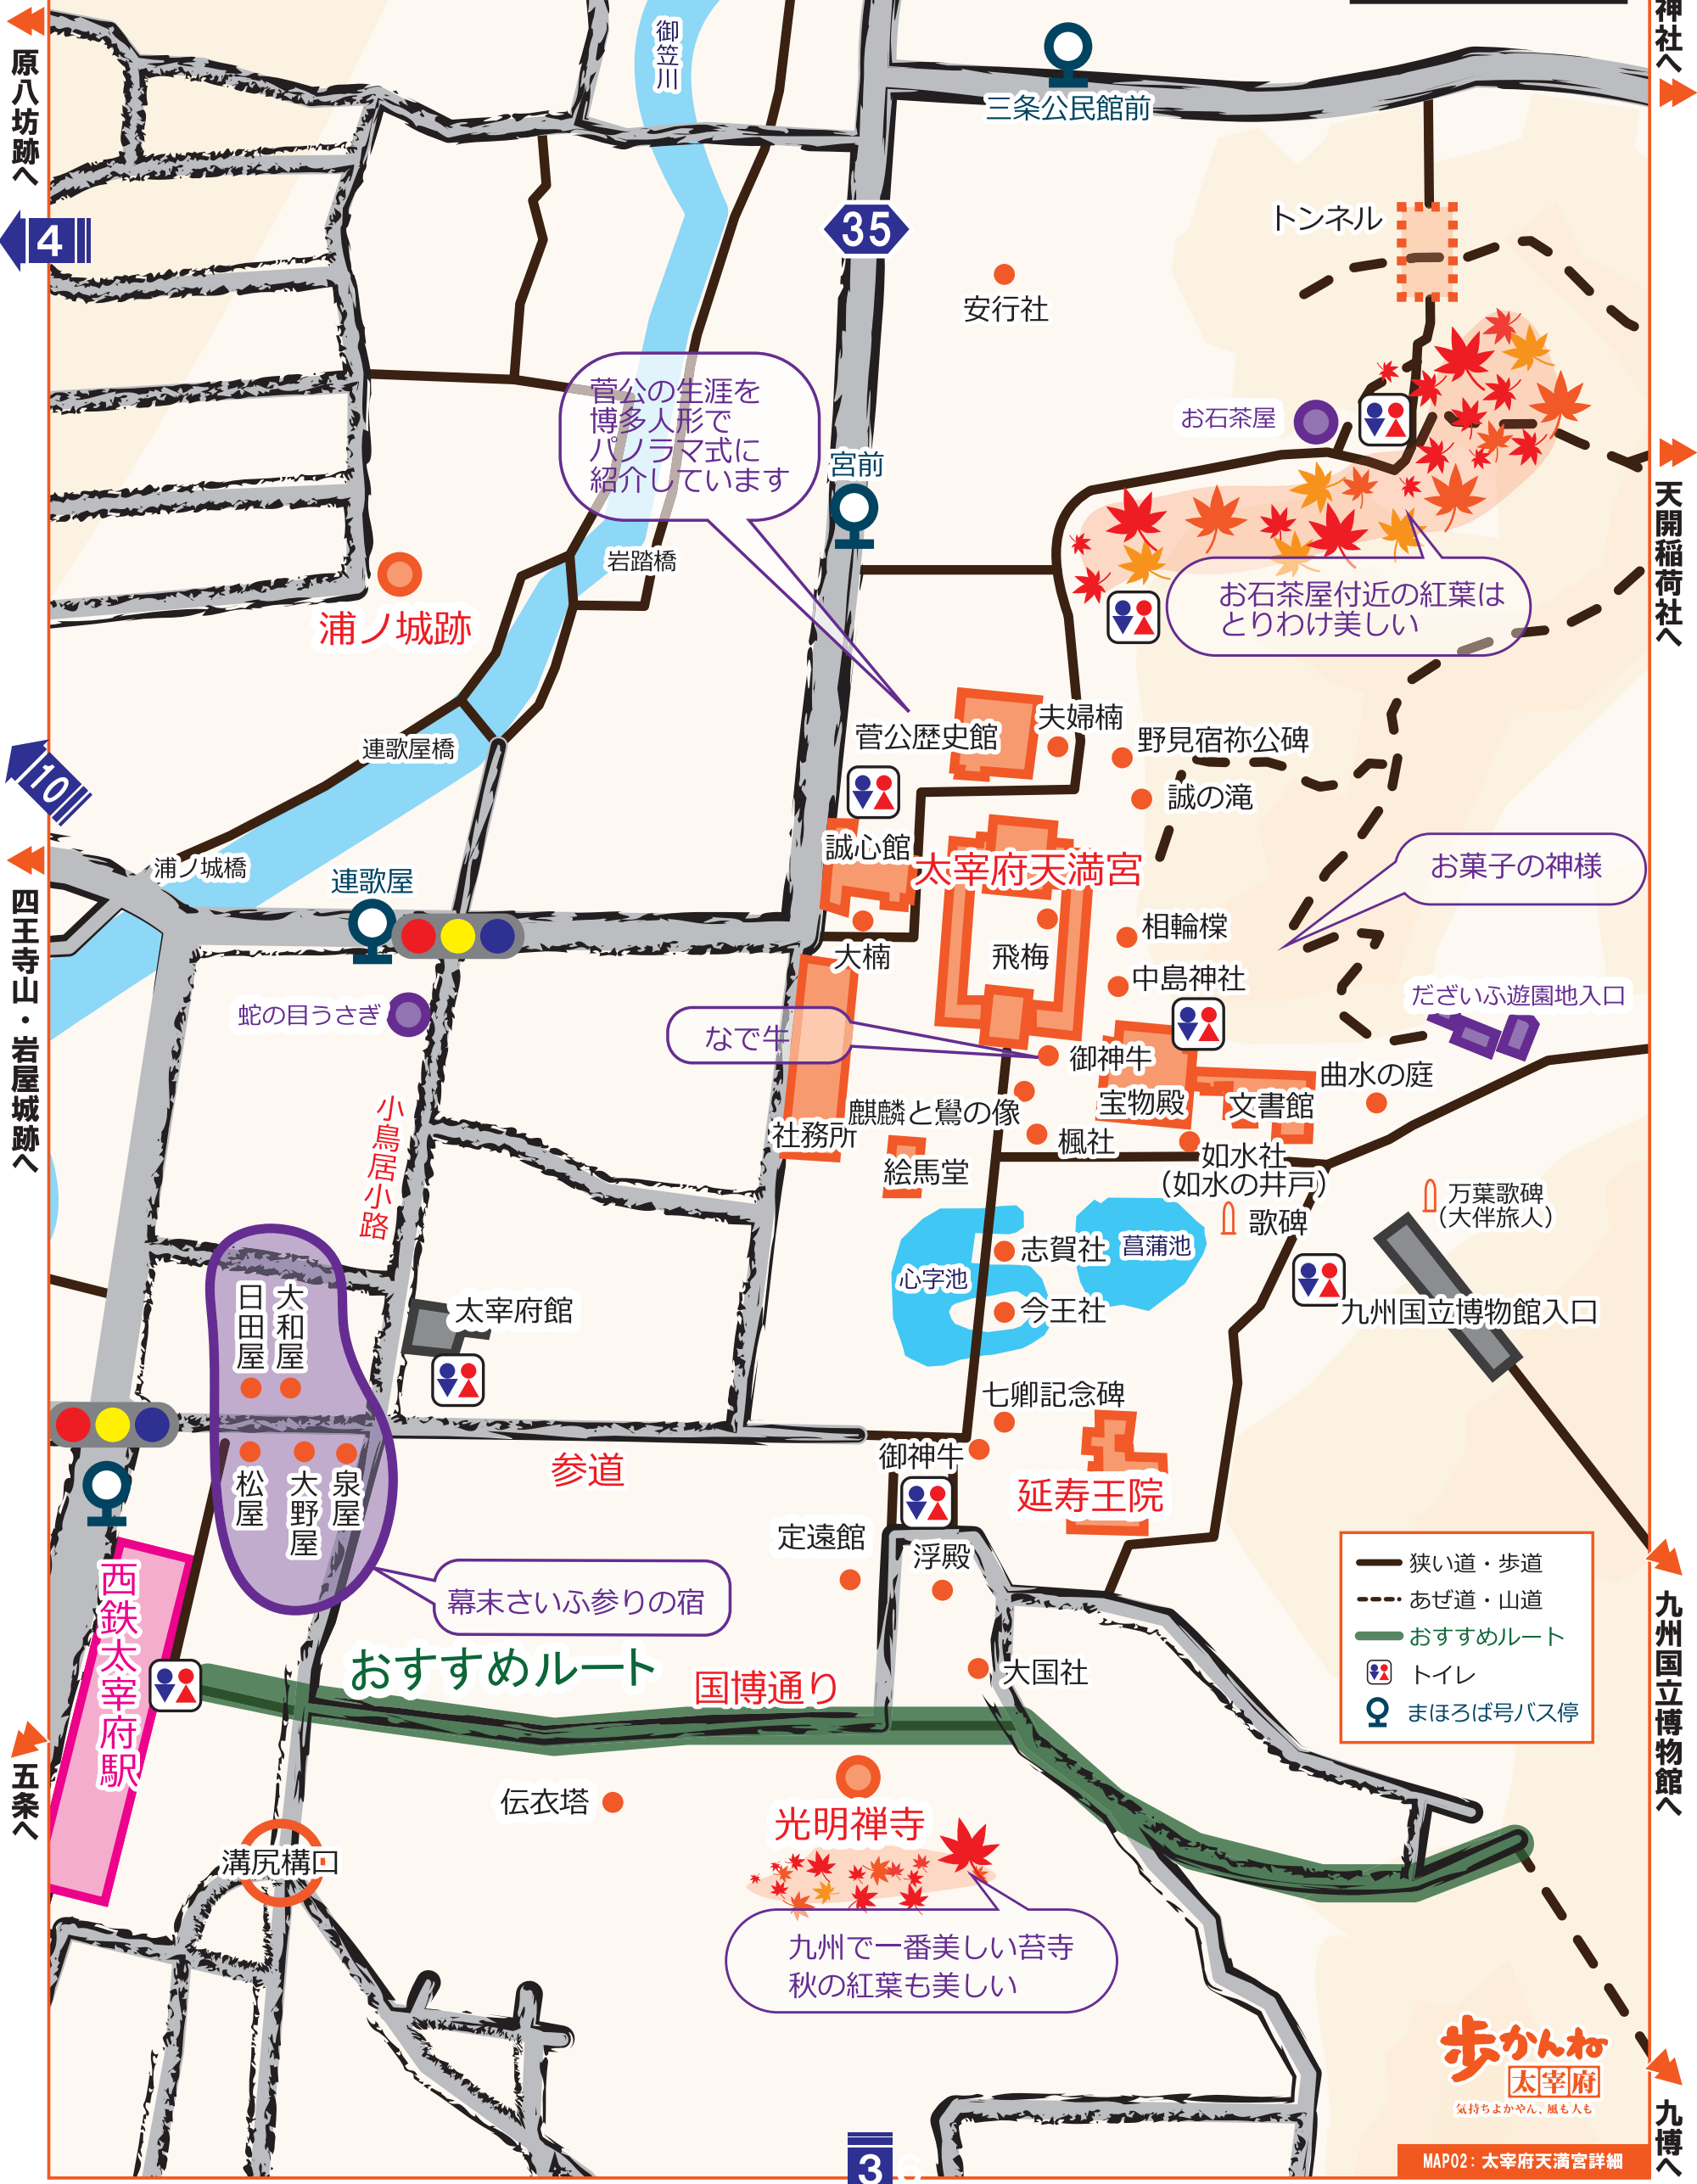 神社へ
原八坊跡へ
4
御笠川
三条公民館前
35
トンネル
安行社
菅公の生涯を
博多人形で
パノラマ式に
紹介しています
宮前
お石茶屋
天開稲荷社へ
岩踏橋
お石茶屋付近の紅葉は
とりわけ美しい
浦ノ城跡
菅公歴史館
夫婦楠
野見宿祢公碑
誠の滝
連歌屋橋
10
浦ノ城橋
連歌屋
誠心館
太宰府天満宮
お菓子の神様
四王寺山・岩屋城跡へ
大楠
飛梅
相輪樘
中島神社
だざいふ遊園地入口
蛇の目うさぎ
なで牛
御神牛
曲水の庭
麒麟と鷽の像
宝物殿
文書館
社務所
楓社
絵馬堂
如水社
(如水の井戸)
小鳥居小路
歌碑
万葉歌碑
(大伴旅人)
志賀社
菖蒲池
心字池
今王社
九州国立博物館入口
太宰府館
日田屋
大和屋
松屋
大野屋
泉屋
七卿記念碑
御神牛
参道
延寿王院
定遠館
浮殿
幕末さいふ参りの宿
西鉄太宰府駅
おすすめルート
国博通り
大国社
狭い道・歩道
あぜ道・山道
おすすめルート
トイレ
まほろば号バス停
九州国立博物館へ
五条へ
伝衣塔
光明禅寺
溝尻構口
九州で一番美しい苔寺
秋の紅葉も美しい
歩かんね
太宰府
気持ちよかやん、風も人も
九博へ
36
MAP02：太宰府天満宮詳細